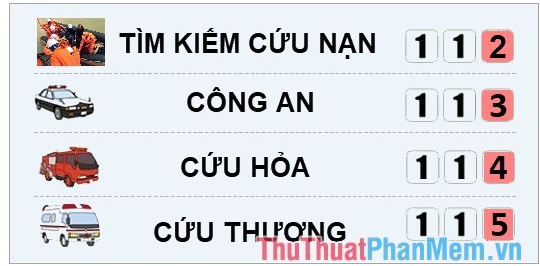 TÌM KIẾM CỨU NẠN 112
CÔNG AN 113
CỨU HỎA 114
CỨU THƯƠNG 115
ThuThuatPhanMem.vn